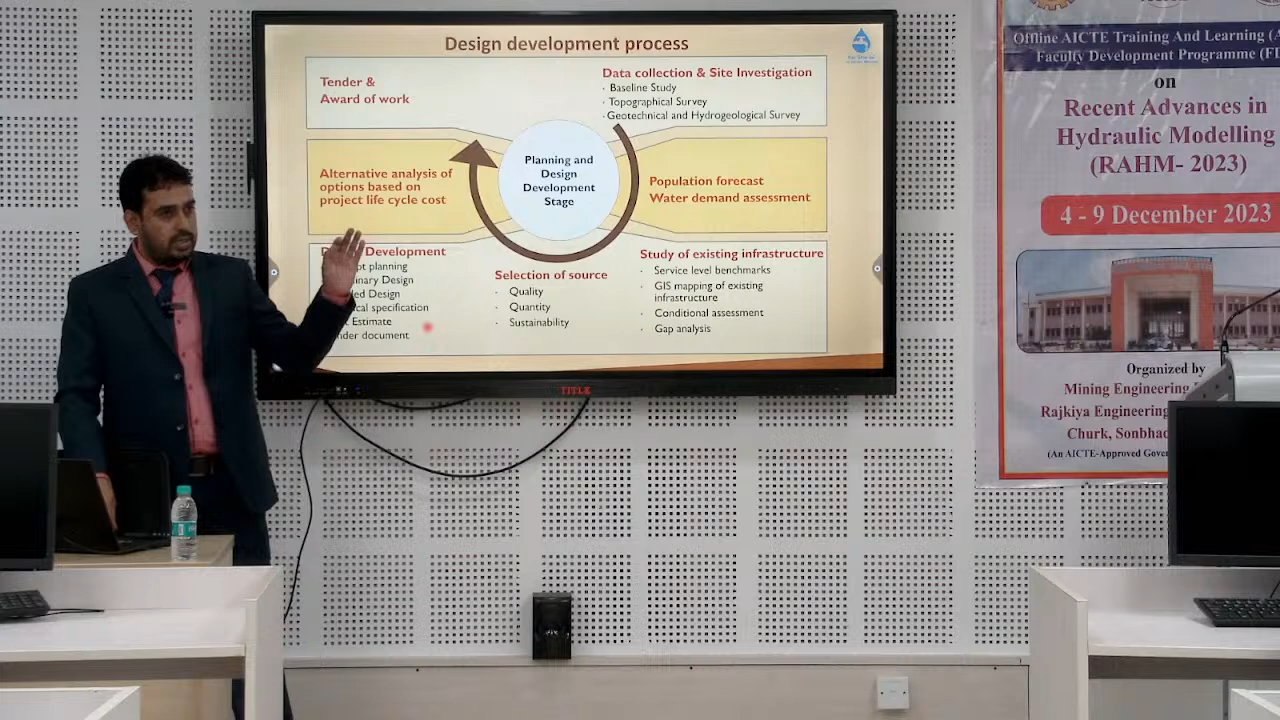 Design development process
Tender &
Award of work
Data collection & Site Investigation
· Baseline Study
· Topographical Survey
· Geotechnical and Hydrogeological Survey
Alternative analysis of
options based on
project life cycle cost
Planning and
Design
Development
Stage
Population forecast
Water demand assessment
Development
planning
Design
Design
specification
Estimate
document
Selection of source
· Quality
· Quantity
· Sustainability
Study of existing infrastructure
· Service level benchmarks
· GIS mapping of existing
infrastructure
· Conditional assessment
· Gap analysis
Offline AICTE Training And Learning
Faculty Development Programme
on
Recent Advances in
Hydraulic Modelling
(RAHM- 2023)
4 - 9 December 2023
Organized by
Mining Engineering
Rajkiya Engineering
Churk,
(An AICTE-Approved